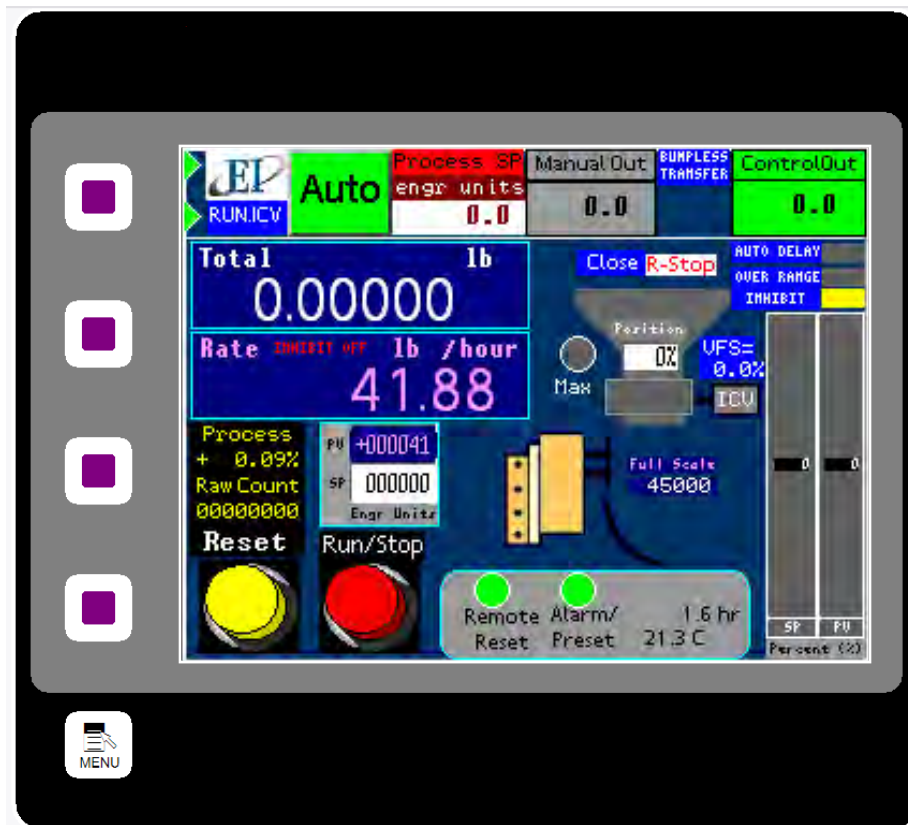 EP
RUN.ICV
Auto
Process SP
engr units
0.0
Manual Out
0.0
BUMPLESS
TRANSFER
ControlOut
0.0
Total lb
0.00000
Rate INHIBIT OFF lb /hour
41.88
Close R-Stop
AUTO DELAY
OVER RANGE
INHIBIT
Position
0%
VFS=
0.0%
Max
ICV
Process
+ 0.09%
Raw Count
00000000
PV +000041
SP 000000
Engr Units
Full Scale
45000
0 0
Reset
Run/Stop
Remote
Reset
Alarm/
Preset
1.6 hr
21.3 C
SP PV
Percent (%)
MENU